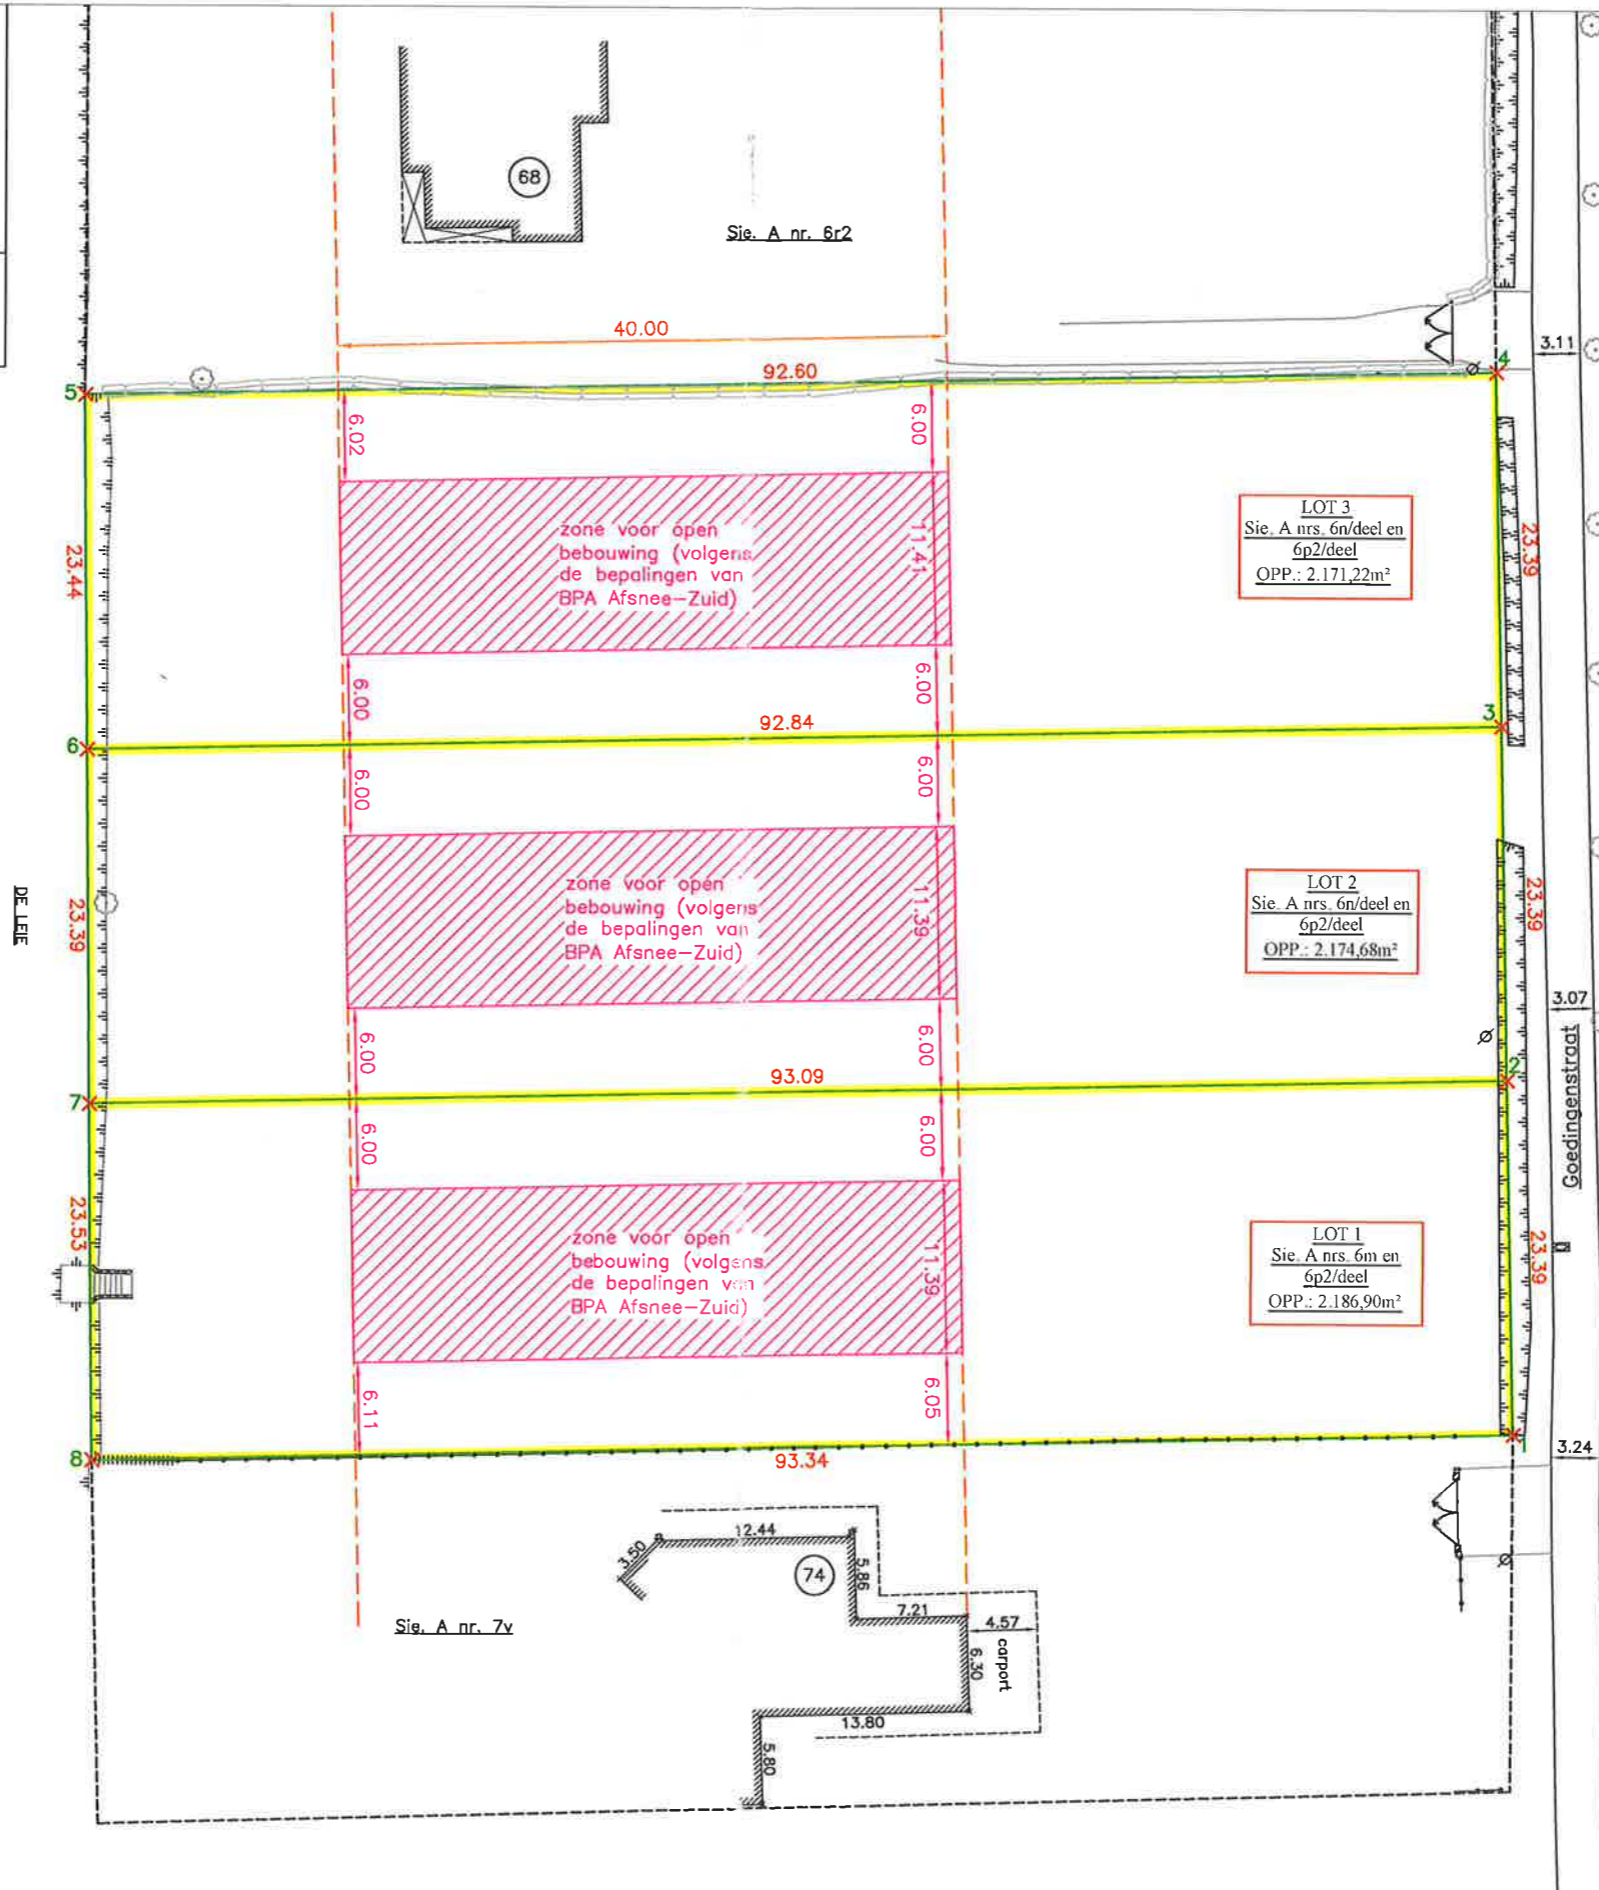 68
Sie. A nr. 6r2
40.00
92.60
3.11
4
5
6.02
6.00
zone voor open
bebouwing (volgens
de bepalingen van
BPA Afsnee-Zuid)
11.41
LOT 3
Sie. A nrs. 6n/deel en
6p2/deel
OPP.: 2.171,22m²
23.39
23.44
6.00
6.00
92.84
3
6
6.00
6.00
zone voor open
bebouwing (volgens
de bepalingen van
BPA Afsnee-Zuid)
11.39
LOT 2
Sie. A nrs. 6n/deel en
6p2/deel
OPP.: 2.174,68m²
23.39
23.39
DE LEIE
3.07
Goedingenstraat
6.00
6.00
93.09
2
7
6.00
6.00
zone voor open
bebouwing (volgens
de bepalingen van
BPA Afsnee-Zuid)
11.39
LOT 1
Sie. A nrs. 6m en
6p2/deel
OPP.: 2.186,90m²
23.39
23.53
6.11
6.05
93.34
8
3.24
12.44
3.50
74
5.86
7.21
4.57
carport
6.30
Sie. A nr. 7v
13.80
5.80